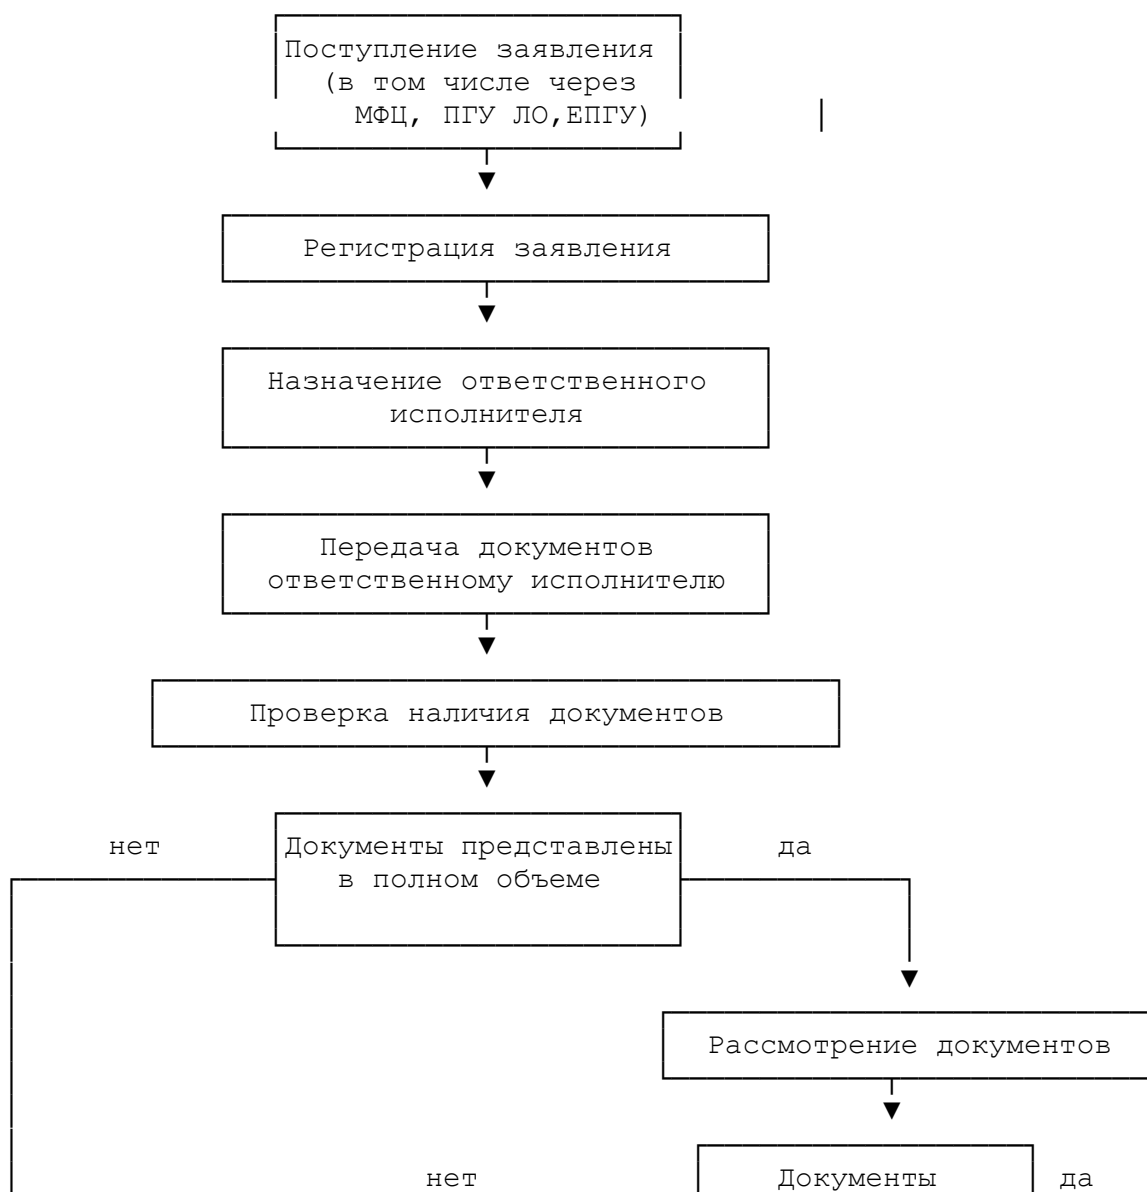 Поступление заявления
(в том числе через
МФЦ, ПГУ ЛО,ЕПГУ)
Регистрация заявления
Назначение ответственного
исполнителя
Передача документов
ответственному исполнителю
Проверка наличия документов
нет Документы представлены да
в полном объеме
Рассмотрение документов
нет Документы да